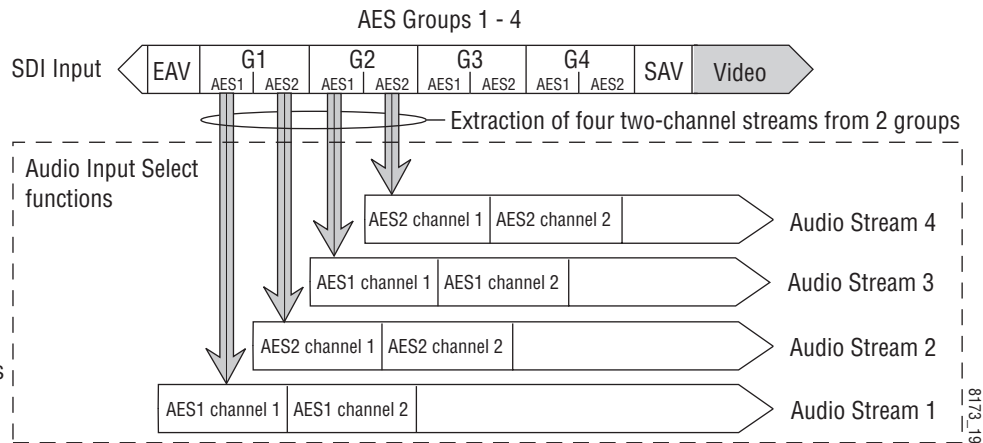 AES Groups 1 - 4
SDI Input
EAV
G1
AES1 AES2
G2
AES1 AES2
G3
AES1 AES2
G4
AES1 AES2
SAV
Video
Extraction of four two-channel streams from 2 groups
Audio Input Select
functions
AES2 channel 1 AES2 channel 2
Audio Stream 4
AES1 channel 1 AES1 channel 2
Audio Stream 3
AES2 channel 1 AES2 channel 2
Audio Stream 2
s
AES1 channel 1 AES1 channel 2
Audio Stream 1
8173_19